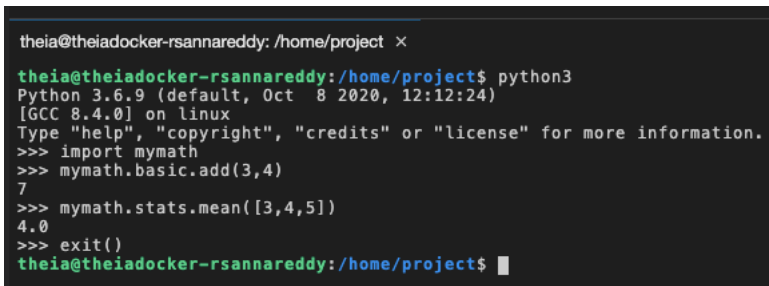 theia@theiadocker-rsannareddy: /home/project ×
theia@theiadocker-rsannareddy:/home/project$ python3
Python 3.6.9 (default, Oct  8 2020, 12:12:24)
[GCC 8.4.0] on linux
Type "help", "copyright", "credits" or "license" for more information.
>>> import mymath
>>> mymath.basic.add(3,4)
7
>>> mymath.stats.mean([3,4,5])
4.0
>>> exit()
theia@theiadocker-rsannareddy:/home/project$